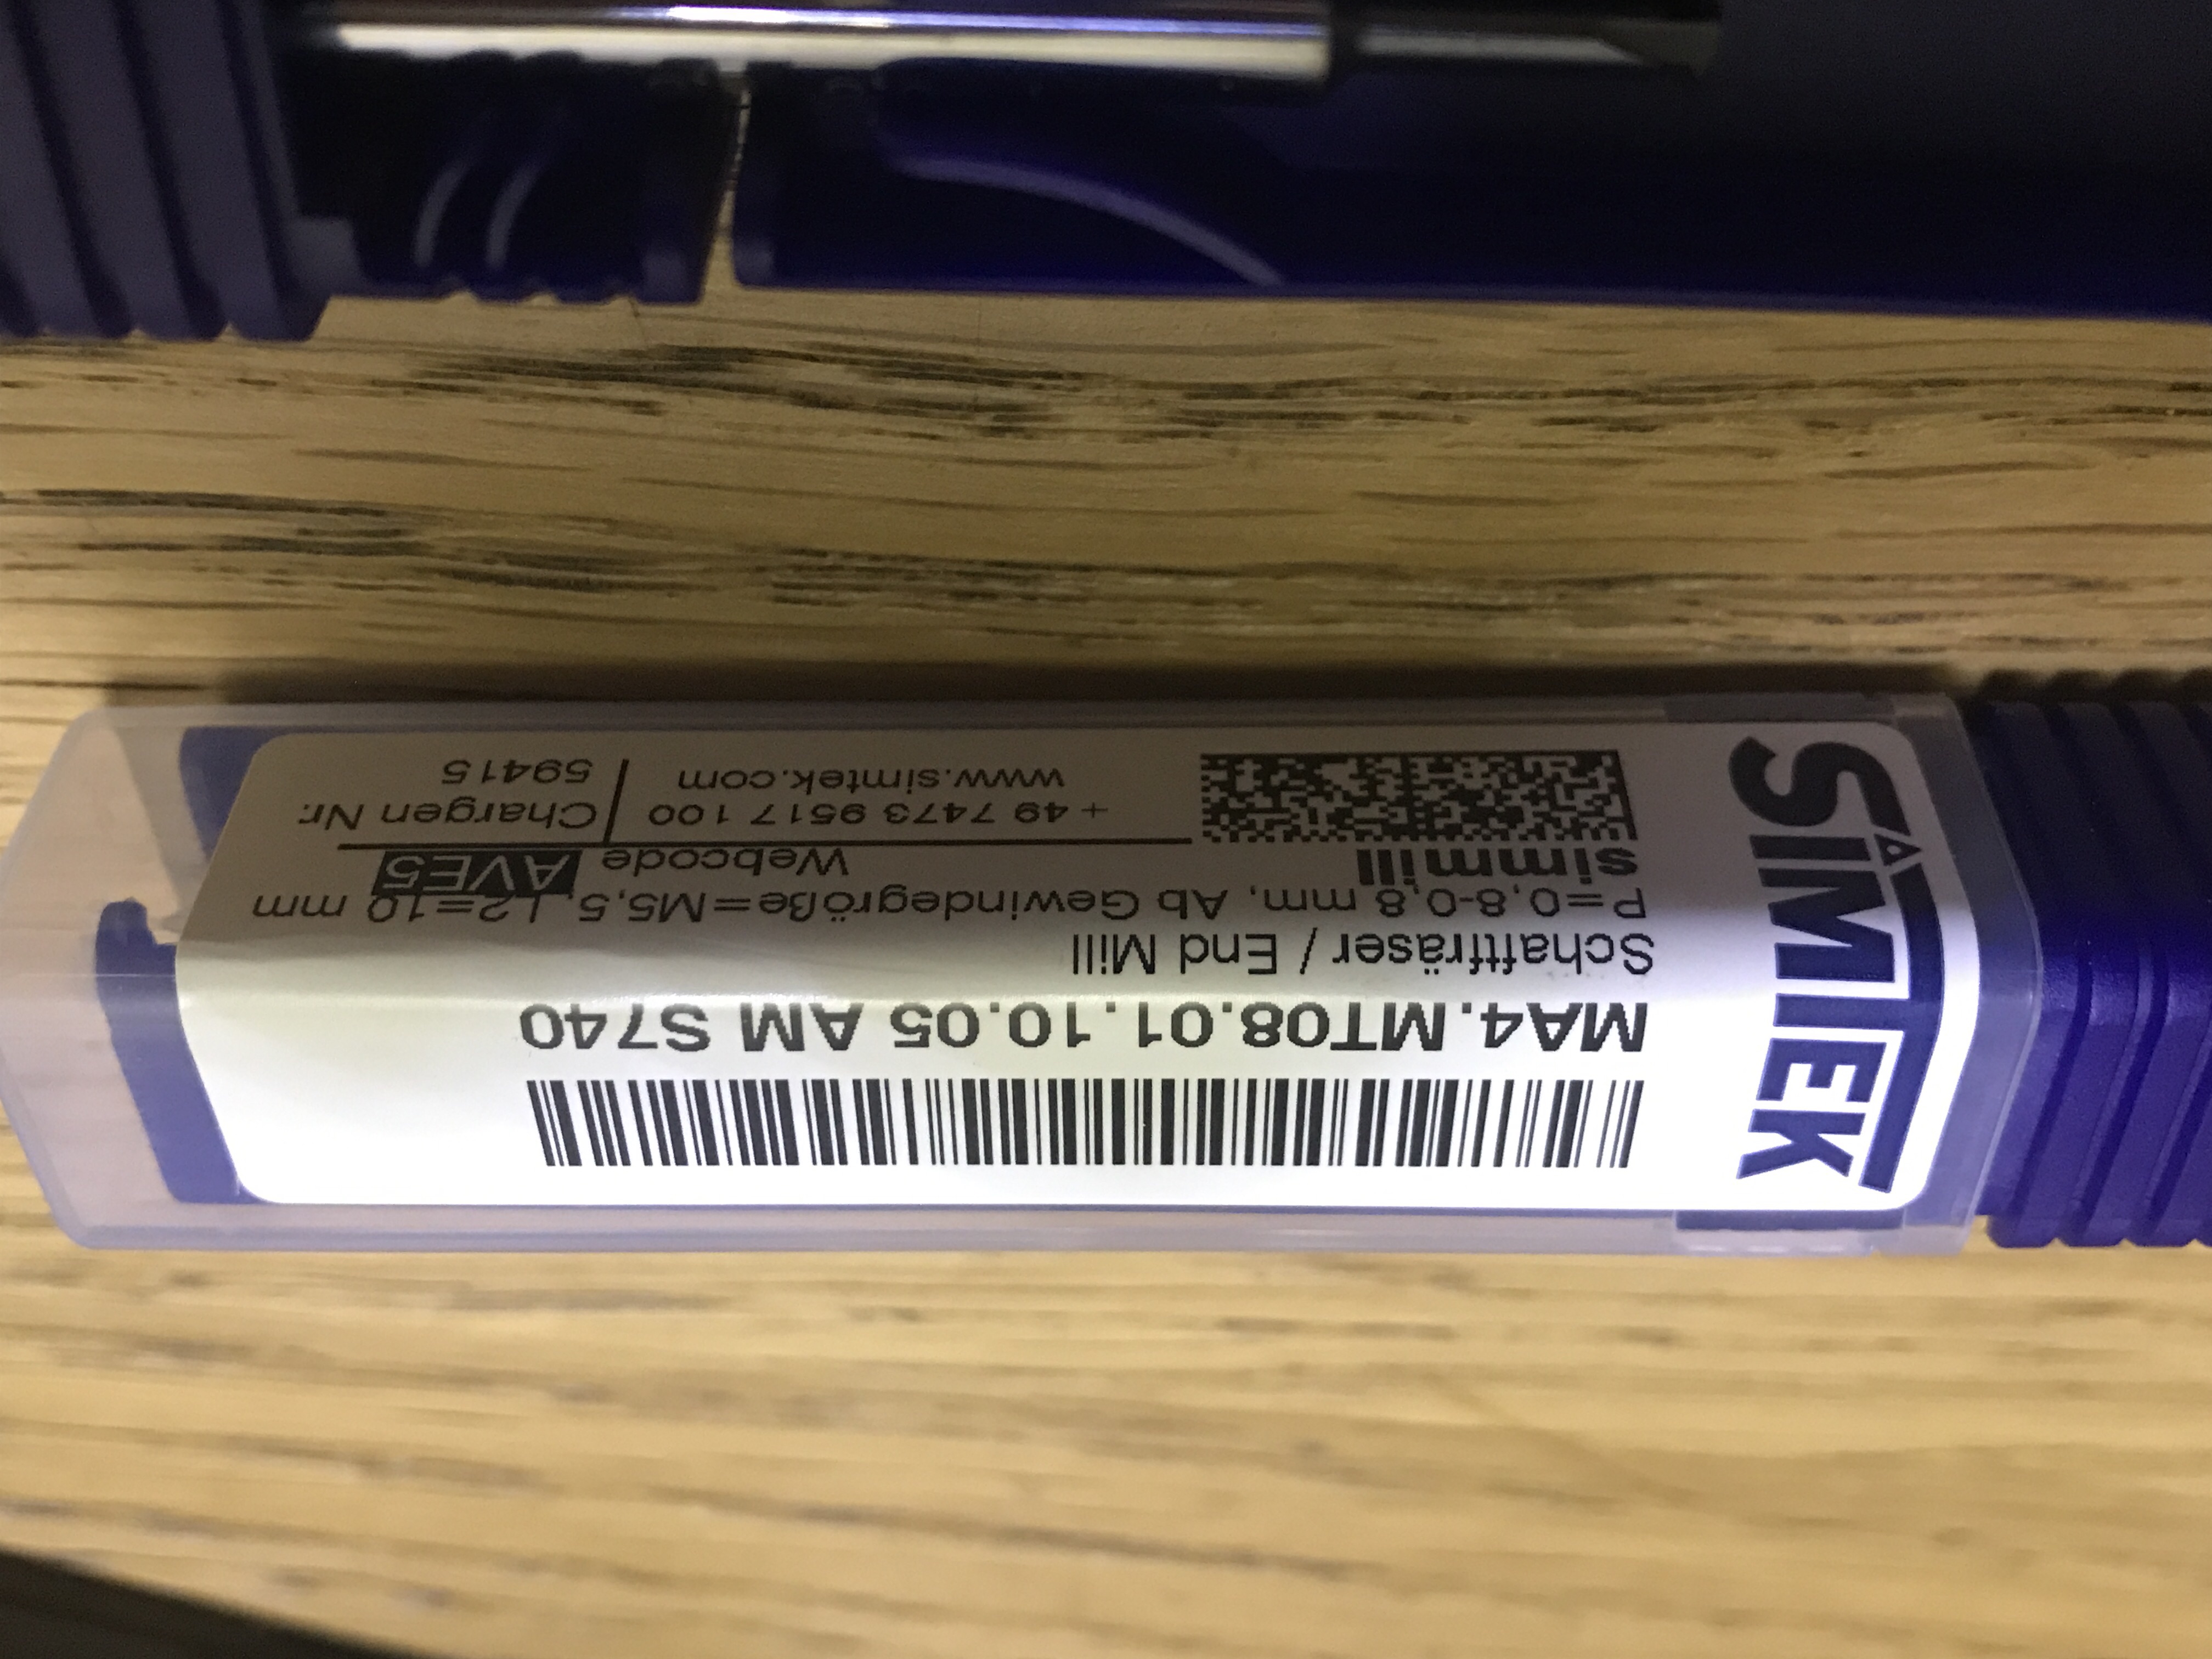 SIMTEK
MA4.MT08.01.10.05 AM S740
Schaftfräser / End Mill
P=0,8-0,8 mm, Ab Gewindegröße=M5,5, L2=10 mm
simmill
Webcode AVE5
+49 7473 9517 100
www.simtek.com
Chargen Nr.
59415